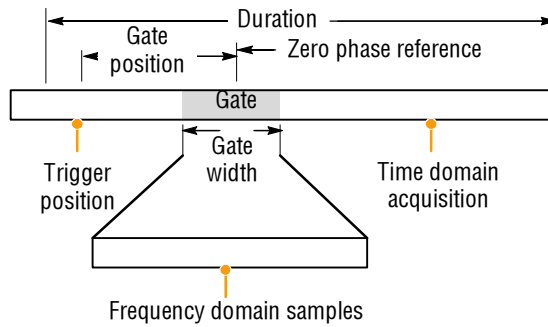 Duration
Gate
position
Zero phase reference
Gate
Gate
width
Trigger
position
Time domain
acquisition
Frequency domain samples